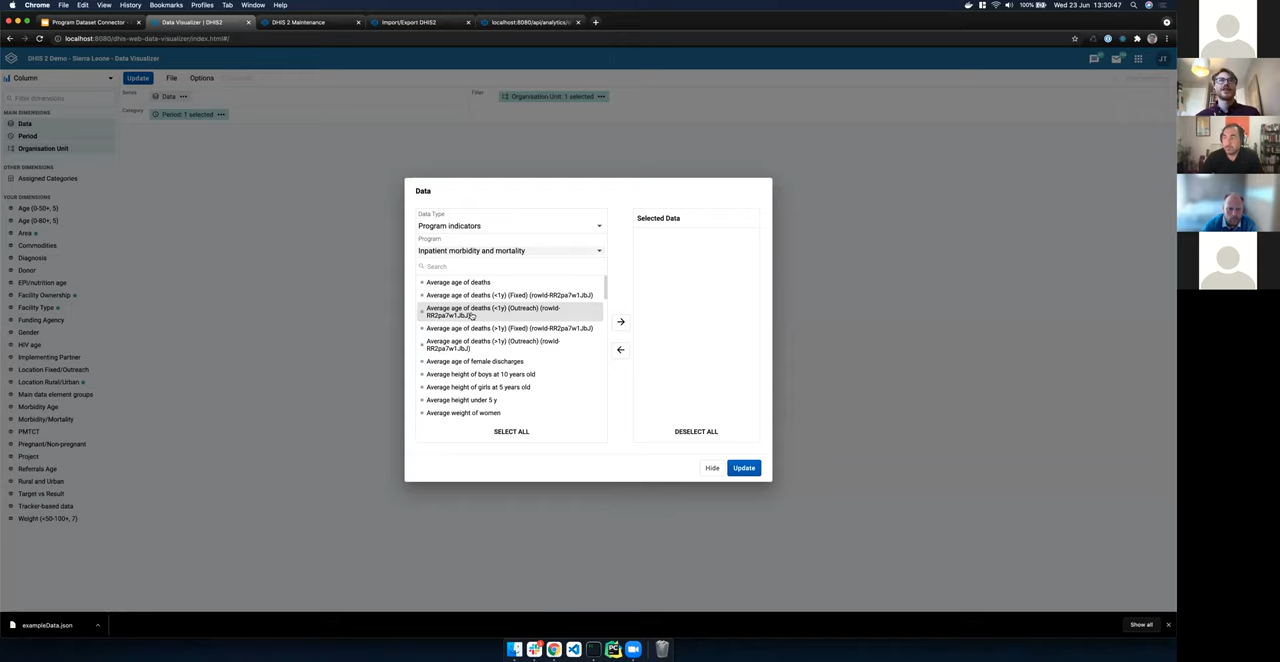 Chrome File Edit View History Bookmarks Profiles Tab Window Help
100% Wed 23 Jun 13:30:47
Program Dataset Connector -
Data Visualizer | DHIS2
DHIS 2 Maintenance
Import/Export DHIS2
localhost:8080/api/analytics/
localhost:8080/dhis-web-data-visualizer/index.html#/
DHIS 2 Demo - Sierra Leone - Data Visualizer
JT
Column
Update File Options
Filter dimensions
Series
Data •••
Filter
Organisation Unit: 1 selected •••
Category
Period: 1 selected •••
MAIN DIMENSIONS
Data
Period
Organisation Unit
OTHER DIMENSIONS
Assigned Categories
YOUR DIMENSIONS
Age (0-50+, 5)
Age (0-80+, 5)
Area
Commodities
Diagnosis
Donor
EPI/nutrition age
Facility Ownership
Facility Type
Funding Agency
Gender
HIV age
Implementing Partner
Location Fixed/Outreach
Location Rural/Urban
Main data element groups
Morbidity Age
Morbidity/Mortality
PMTCT
Pregnant/Non-pregnant
Project
Referrals Age
Rural and Urban
Target vs Result
Tracker-based data
Weight (<50-100+, 7)
Data
Data Type
Program indicators
Program
Inpatient morbidity and mortality
Search
Average age of deaths
Average age of deaths (<1y) (Fixed) (rowId-RR2pa7w1JbJ)
Average age of deaths (<1y) (Outreach) (rowId-
RR2pa7w1JbJ)
Average age of deaths (>1y) (Fixed) (rowId-RR2pa7w1JbJ)
Average age of deaths (>1y) (Outreach) (rowId-
RR2pa7w1JbJ)
Average age of female discharges
Average height of boys at 10 years old
Average height of girls at 5 years old
Average height under 5 y
Average weight of women
SELECT ALL
Selected Data
DESELECT ALL
Hide Update
exampleData.json
Show all
PC